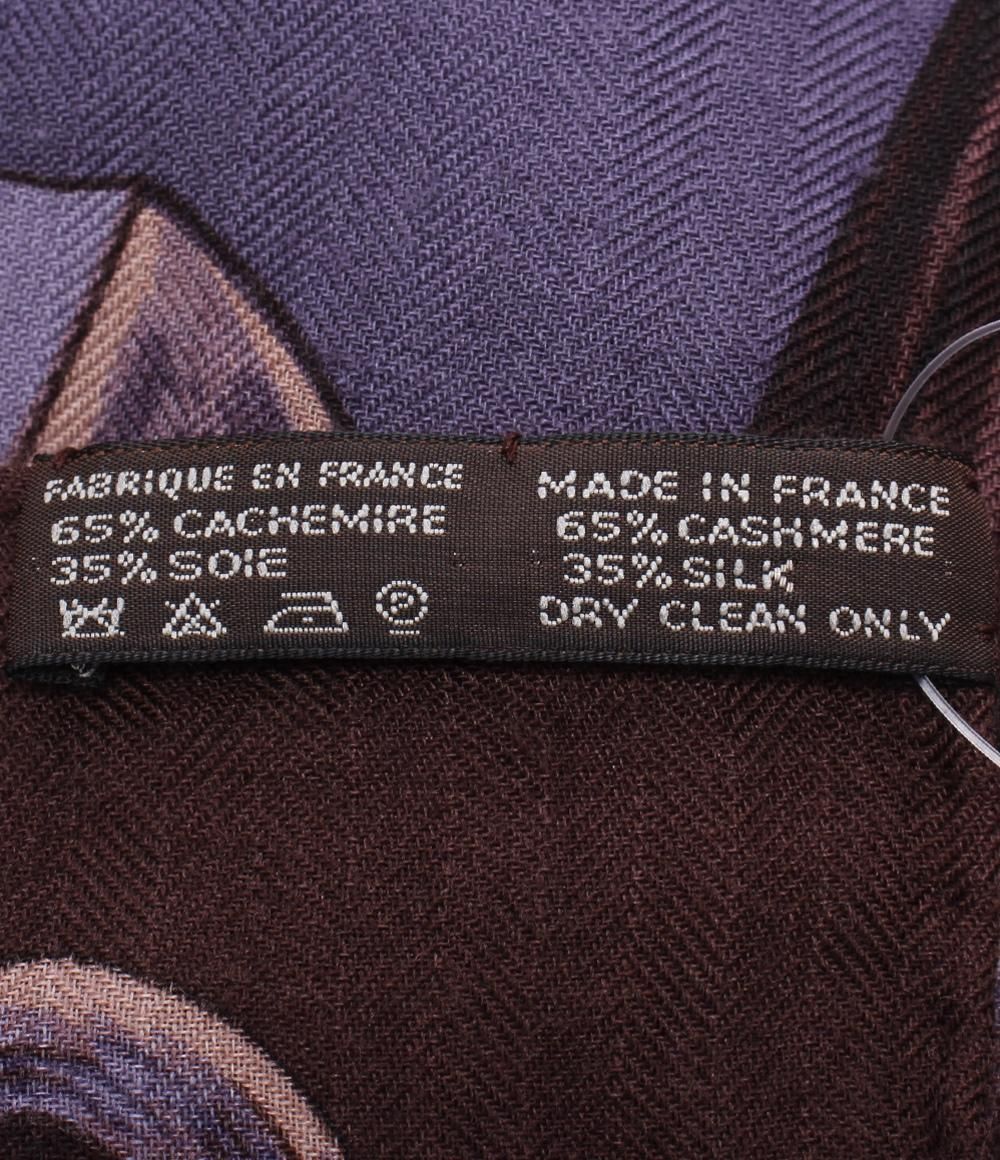 FABRIQUE EN FRANCE
65% CACHEMIRE
35% SOIE
P
MADE IN FRANCE
65% CASHMERE
35% SILK
DRY CLEAN ONLY